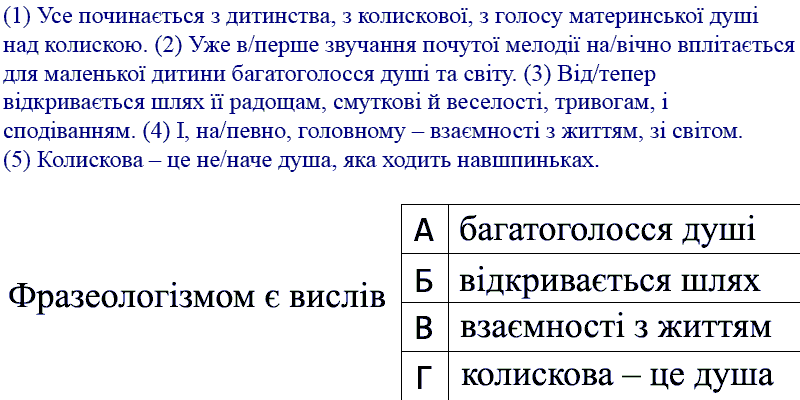 (1) Усе починається з дитинства, з колискової, з голосу материнської душі
над колискою. (2) Уже в/перше звучання почутої мелодії на/вічно вплітається
для маленької дитини багатоголосся душі та світу. (3) Від/тепер
відкривається шлях її радощам, смуткові й веселості, тривогам, і
сподіванням. (4) І, на/певно, головному – взаємності з життям, зі світом.
(5) Колискова – це не/наче душа, яка ходить навшпиньках.
Фразеологізмом є вислів
А багатоголосся душі
Б відкривається шлях
В взаємності з життям
Г колискова – це душа